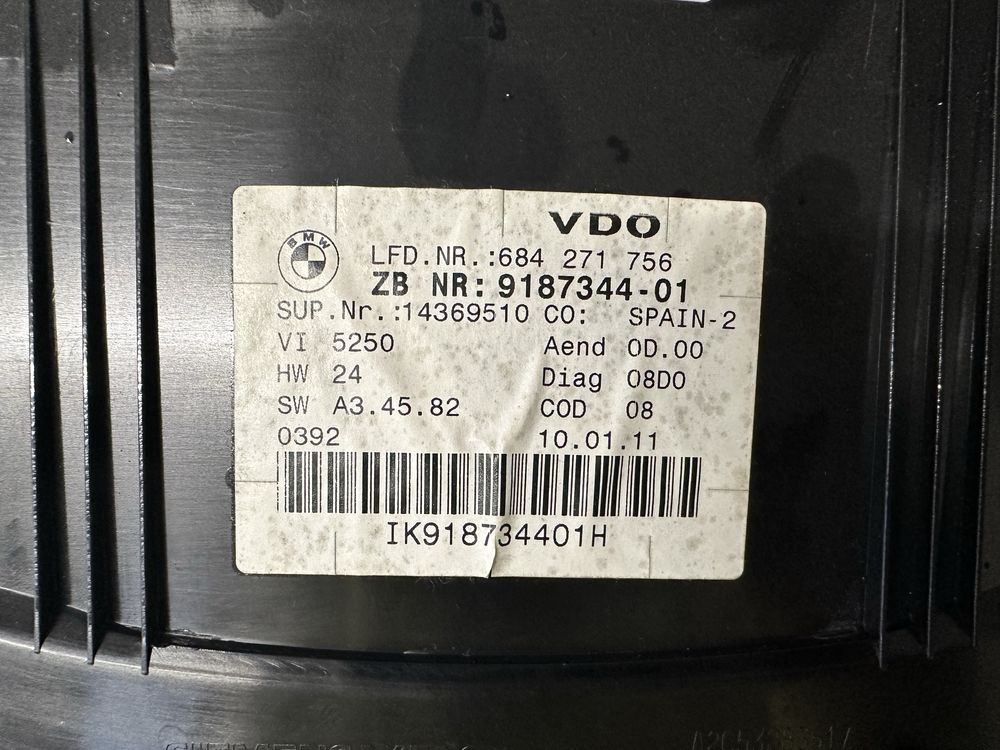 VDO
BMW
LFD.NR.:684 271 756
ZB NR: 9187344-01
SUP.Nr.:14369510 CO: SPAIN-2
VI 5250 Aend 0D.00
HW 24 Diag 08D0
SW A3.45.82 COD 08
0392 10.01.11
IK918734401H